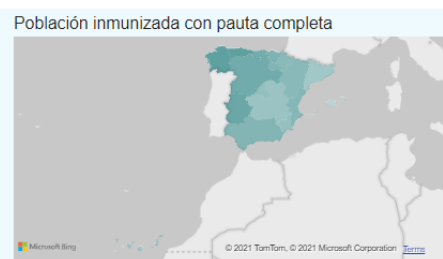 Población inmunizada con pauta completa
Microsoft Bing
© 2021 TomTom, © 2021 Microsoft Corporation Terms